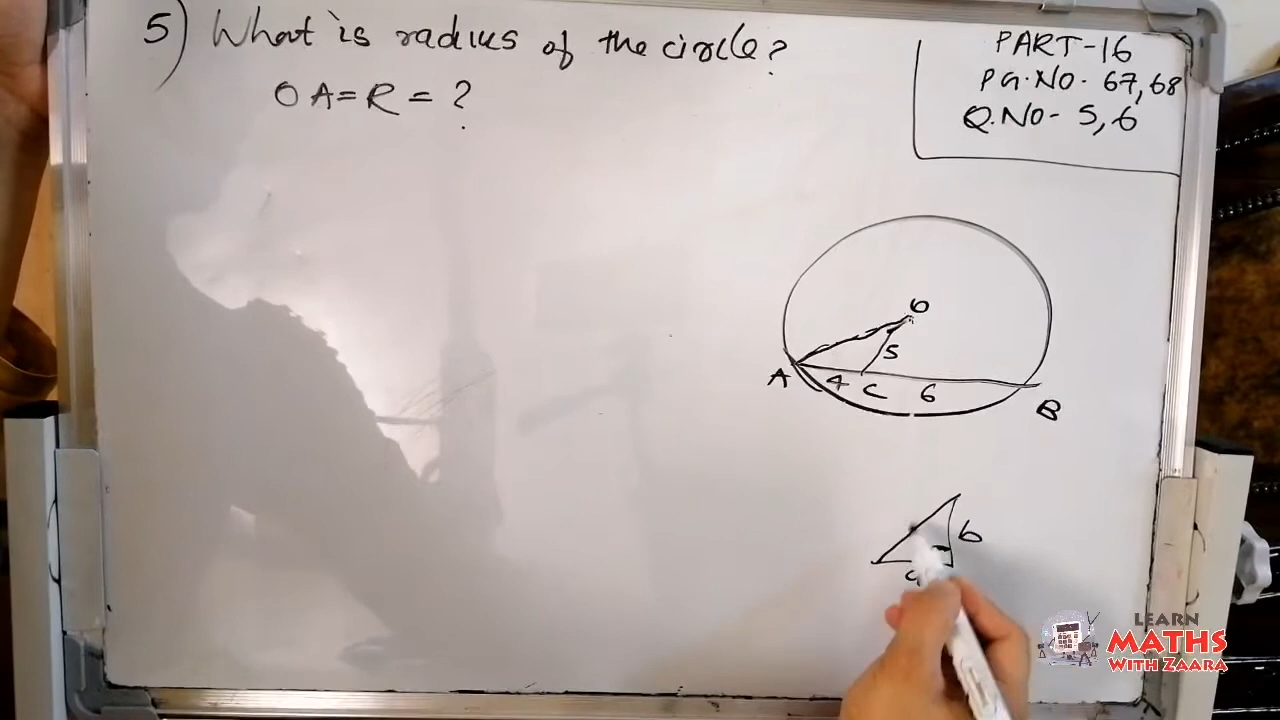 5) What is radius of the circle?
OA=R=?
PART-16
PG.NO- 67,68
Q.NO- 5,6
O
5
A 4 C 6 B
b
LEARN
MATHS
WITH ZAARA